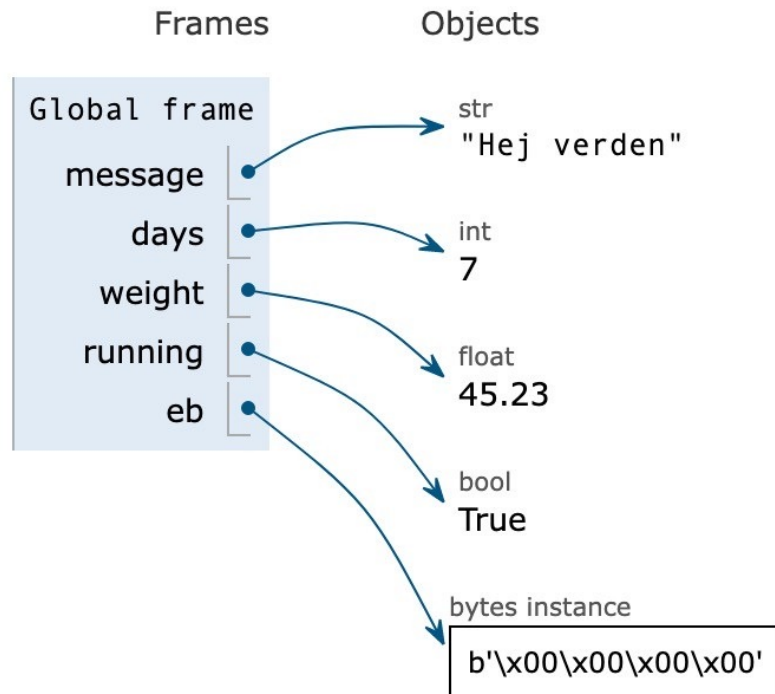 Frames Objects
Global frame
message
days
weight
running
eb
str
"Hej verden"
int
7
float
45.23
bool
True
bytes instance
b'\x00\x00\x00\x00'